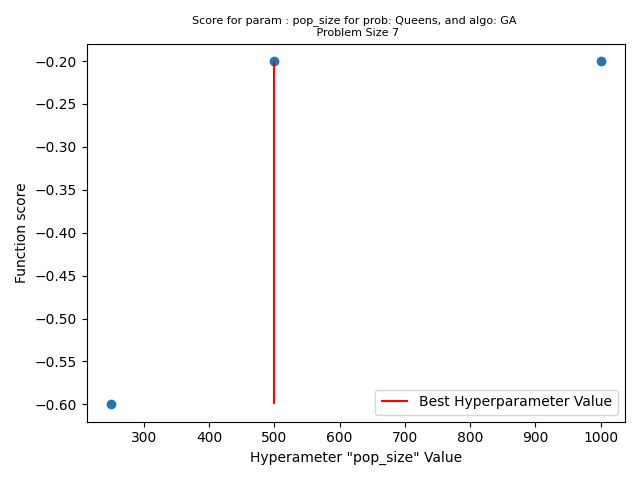 Score for param : pop_size for prob: Queens, and algo: GA
Problem Size 7
−0.20
−0.25
−0.30
−0.35
−0.40
−0.45
−0.50
−0.55
−0.60
Function score
Best Hyperparameter Value
300 400 500 600 700 800 900 1000
Hyperameter "pop_size" Value